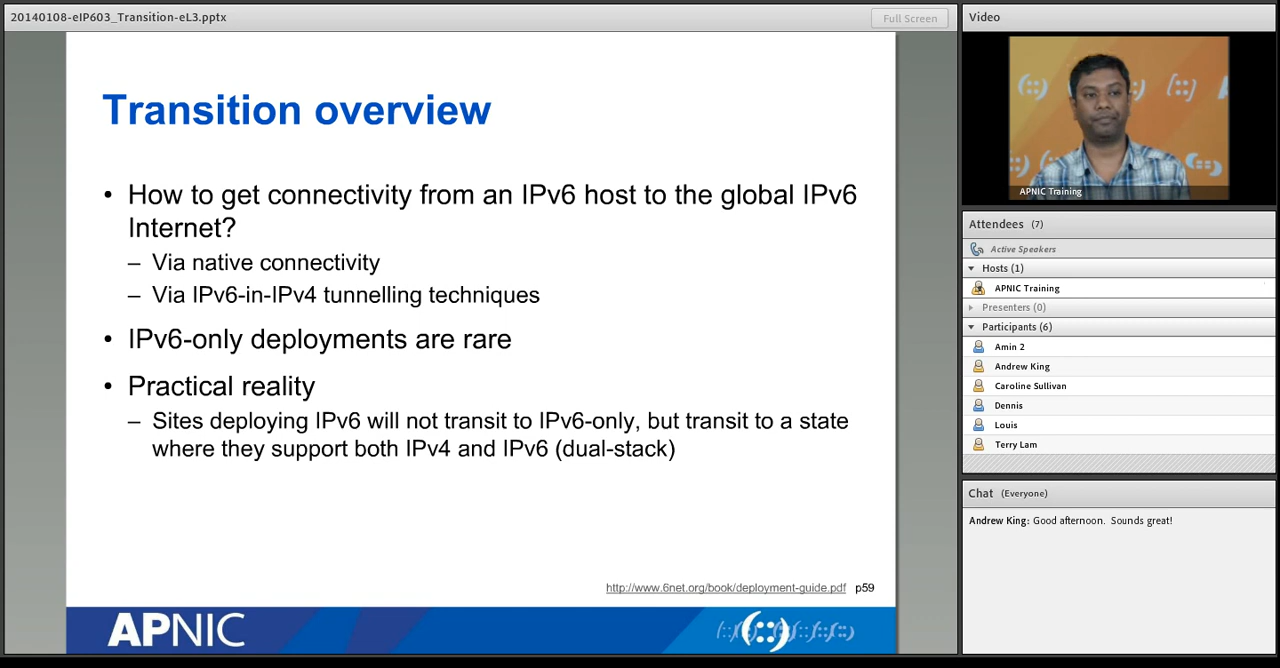 20140108-eIP603_Transition-eL3.pptx
Full Screen
Transition overview
• How to get connectivity from an IPv6 host to the global IPv6
Internet?
– Via native connectivity
– Via IPv6-in-IPv4 tunnelling techniques
• IPv6-only deployments are rare
• Practical reality
– Sites deploying IPv6 will not transit to IPv6-only, but transit to a state
where they support both IPv4 and IPv6 (dual-stack)
http://www.6net.org/book/deployment-guide.pdf p59
APNIC
(::)
Video
APNIC Training
Attendees (7)
Active Speakers
Hosts (1)
APNIC Training
Presenters (0)
Participants (6)
Amin 2
Andrew King
Caroline Sullivan
Dennis
Louis
Terry Lam
Chat (Everyone)
Andrew King: Good afternoon. Sounds great!